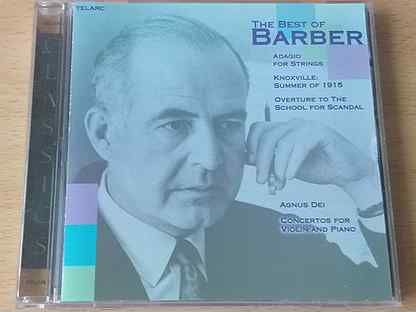 TELARC
THE BEST OF
BARBER
ADAGIO
FOR STRINGS
KNOXVILLE:
SUMMER OF 1915
OVERTURE TO THE
SCHOOL FOR SCANDAL
AGNUS DEI
CONCERTOS FOR
VIOLIN AND PIANO
CLASSICS